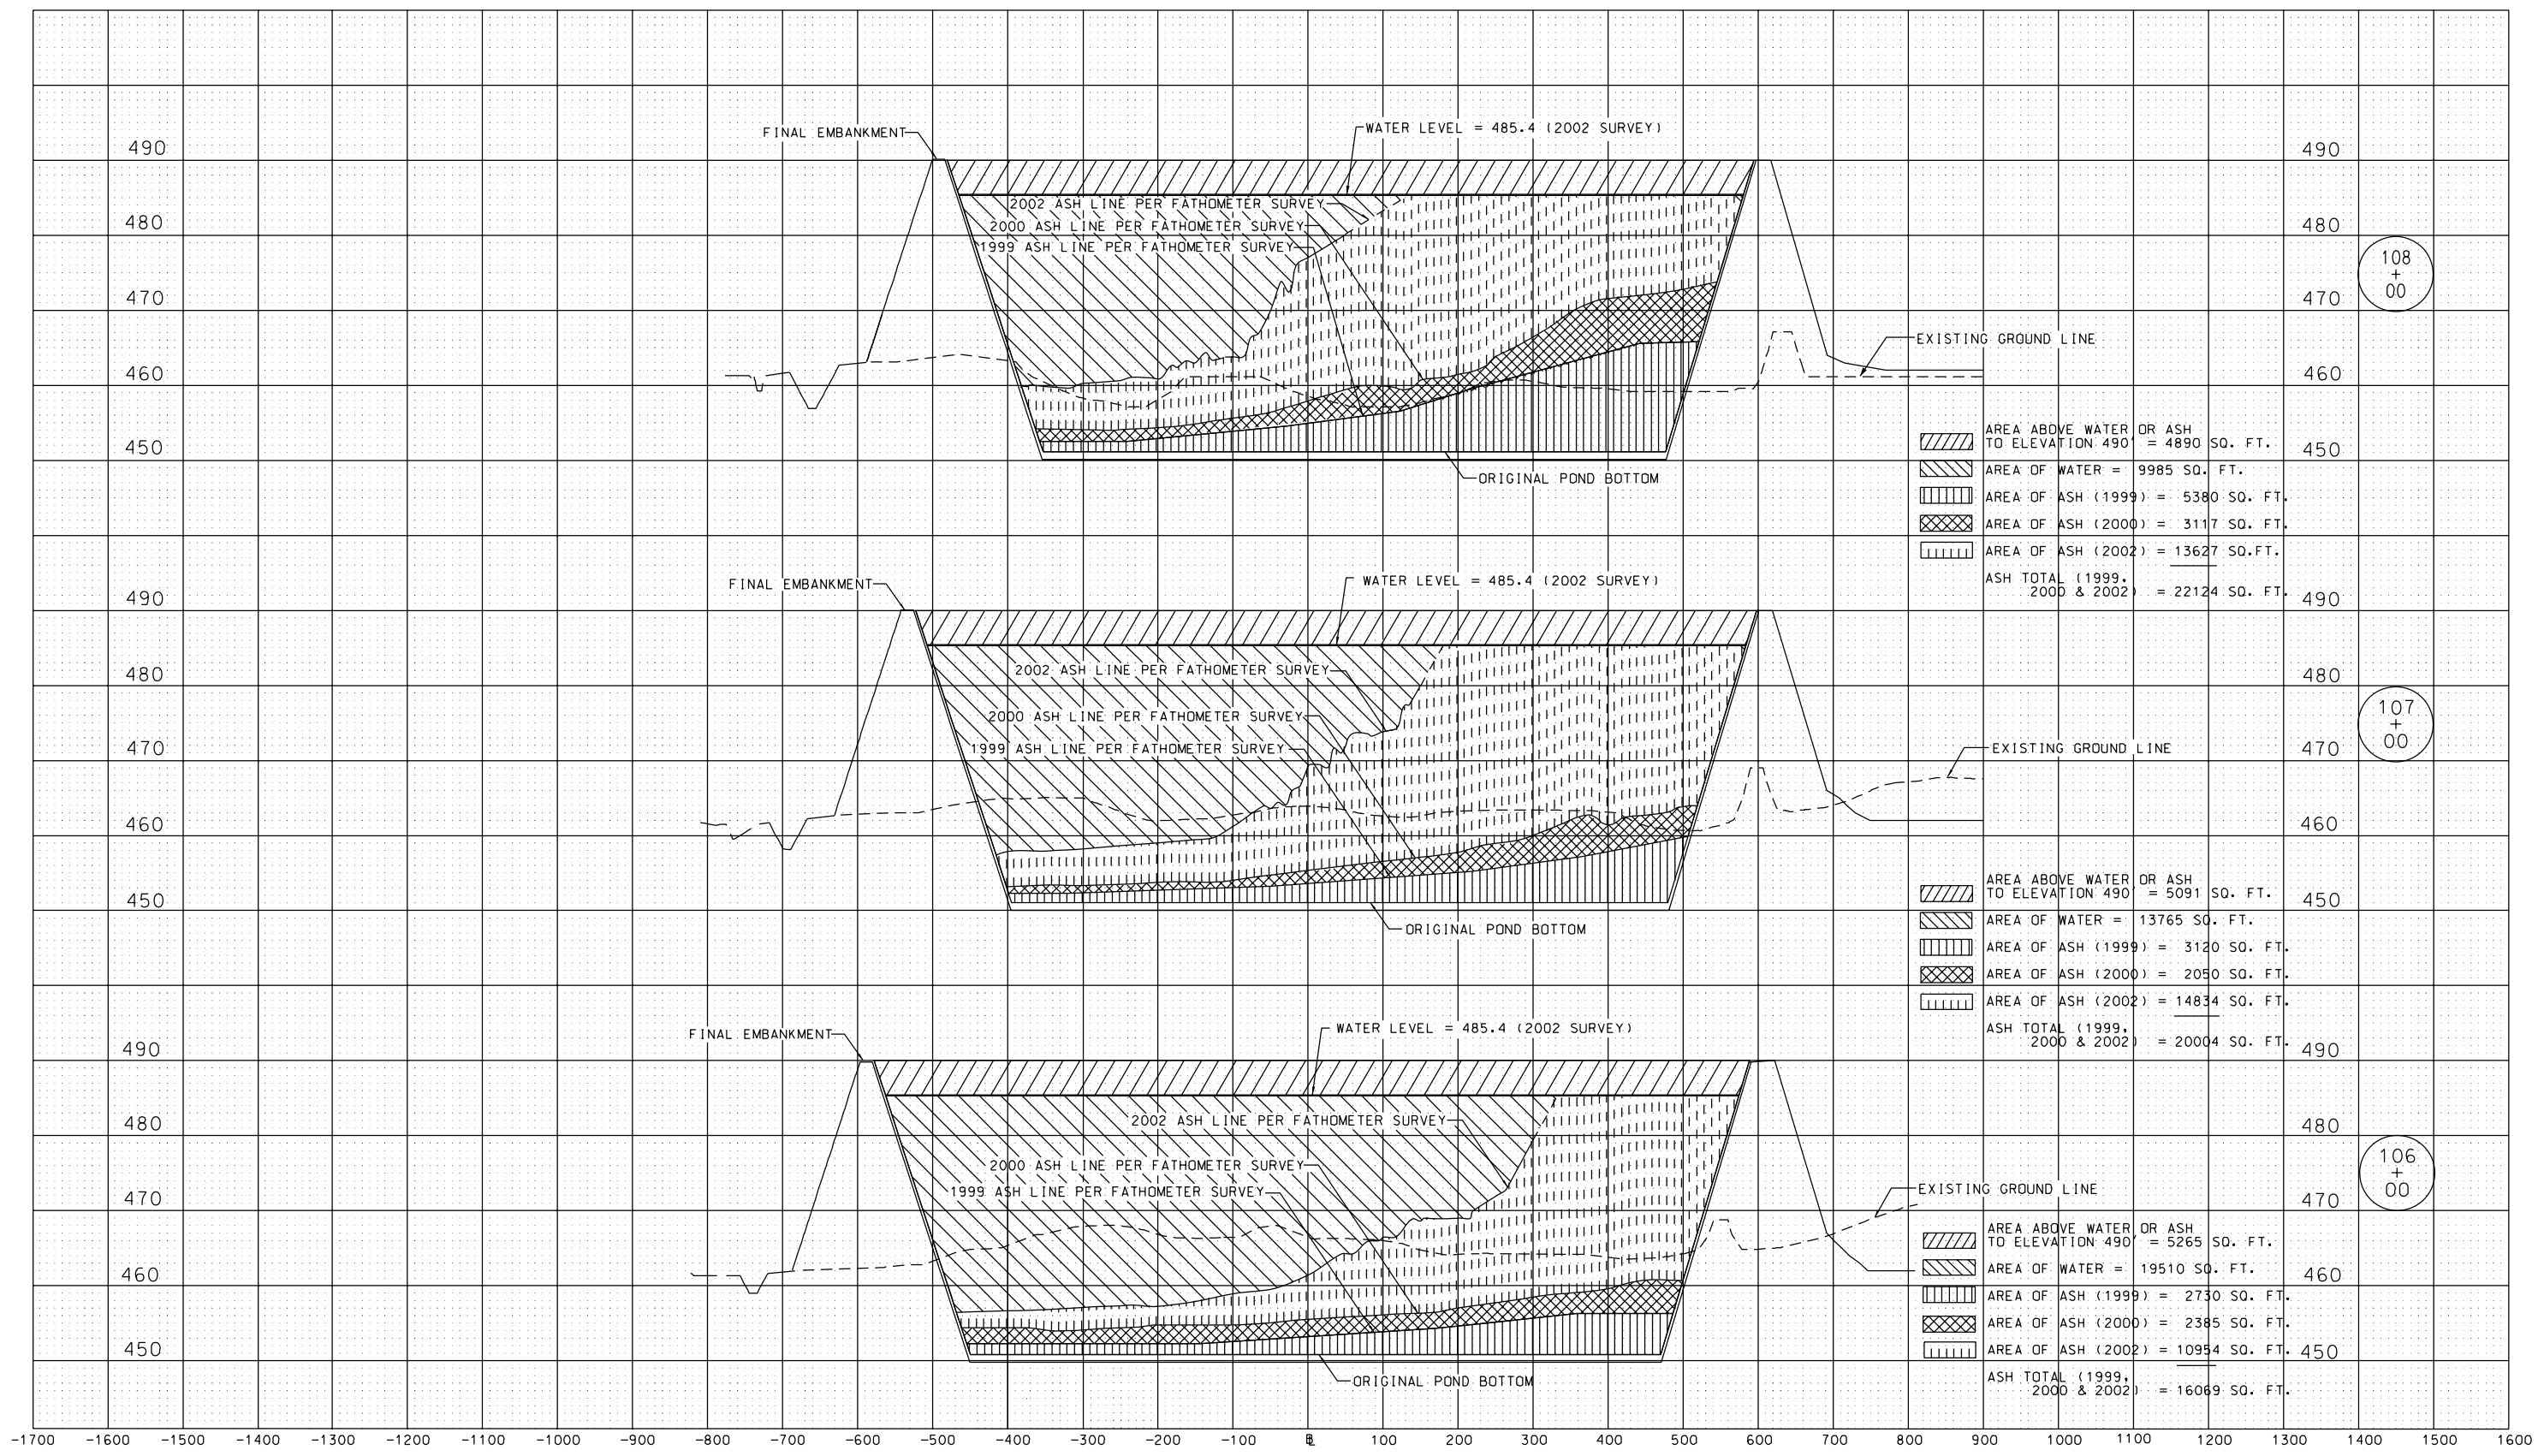 FINAL EMBANKMENT
WATER LEVEL = 485.4 (2002 SURVEY)
490
490
2002 ASH LINE PER FATHOMETER SURVEY
2000 ASH LINE PER FATHOMETER SURVEY
1999 ASH LINE PER FATHOMETER SURVEY
480
480
108
+
00
470
470
EXISTING GROUND LINE
460
460
450
450
ORIGINAL POND BOTTOM
AREA ABOVE WATER OR ASH
TO ELEVATION 490' = 4890 SQ. FT.
AREA OF WATER = 9985 SQ. FT.
AREA OF ASH (1999) = 5380 SQ. FT.
AREA OF ASH (2000) = 3117 SQ. FT.
AREA OF ASH (2002) = 13627 SQ.FT.
ASH TOTAL (1999,
2000 & 2002) = 22124 SQ. FT.
FINAL EMBANKMENT
WATER LEVEL = 485.4 (2002 SURVEY)
490
490
2002 ASH LINE PER FATHOMETER SURVEY
2000 ASH LINE PER FATHOMETER SURVEY
1999 ASH LINE PER FATHOMETER SURVEY
480
480
107
+
00
470
470
EXISTING GROUND LINE
460
460
450
450
ORIGINAL POND BOTTOM
AREA ABOVE WATER OR ASH
TO ELEVATION 490' = 5091 SQ. FT.
AREA OF WATER = 13765 SQ. FT.
AREA OF ASH (1999) = 3120 SQ. FT.
AREA OF ASH (2000) = 2050 SQ. FT.
AREA OF ASH (2002) = 14834 SQ. FT.
ASH TOTAL (1999,
2000 & 2002) = 20004 SQ. FT.
FINAL EMBANKMENT
WATER LEVEL = 485.4 (2002 SURVEY)
490
490
2002 ASH LINE PER FATHOMETER SURVEY
2000 ASH LINE PER FATHOMETER SURVEY
1999 ASH LINE PER FATHOMETER SURVEY
480
480
106
+
00
470
470
EXISTING GROUND LINE
460
460
450
450
ORIGINAL POND BOTTOM
AREA ABOVE WATER OR ASH
TO ELEVATION 490' = 5265 SQ. FT.
AREA OF WATER = 19510 SQ. FT.
AREA OF ASH (1999) = 2730 SQ. FT.
AREA OF ASH (2000) = 2385 SQ. FT.
AREA OF ASH (2002) = 10954 SQ. FT.
ASH TOTAL (1999,
2000 & 2002) = 16069 SQ. FT.
-1700 -1600 -1500 -1400 -1300 -1200 -1100 -1000 -900 -800 -700 -600 -500 -400 -300 -200 -100 ℄ 100 200 300 400 500 600 700 800 900 1000 1100 1200 1300 1400 1500 1600